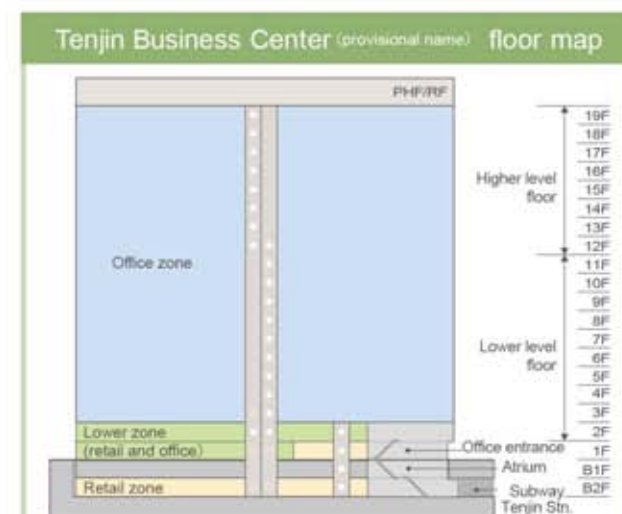 Tenjin Business Center (provisional name) floor map
PHF/RF
19F
18F
17F
16F
Higher level
floor
15F
14F
13F
12F
Office zone
11F
10F
9F
8F
7F
Lower level
floor
6F
5F
4F
3F
2F
Lower zone
(retail and office)
Office entrance
1F
Atrium
B1F
Retail zone
Subway
Tenjin Stn.
B2F